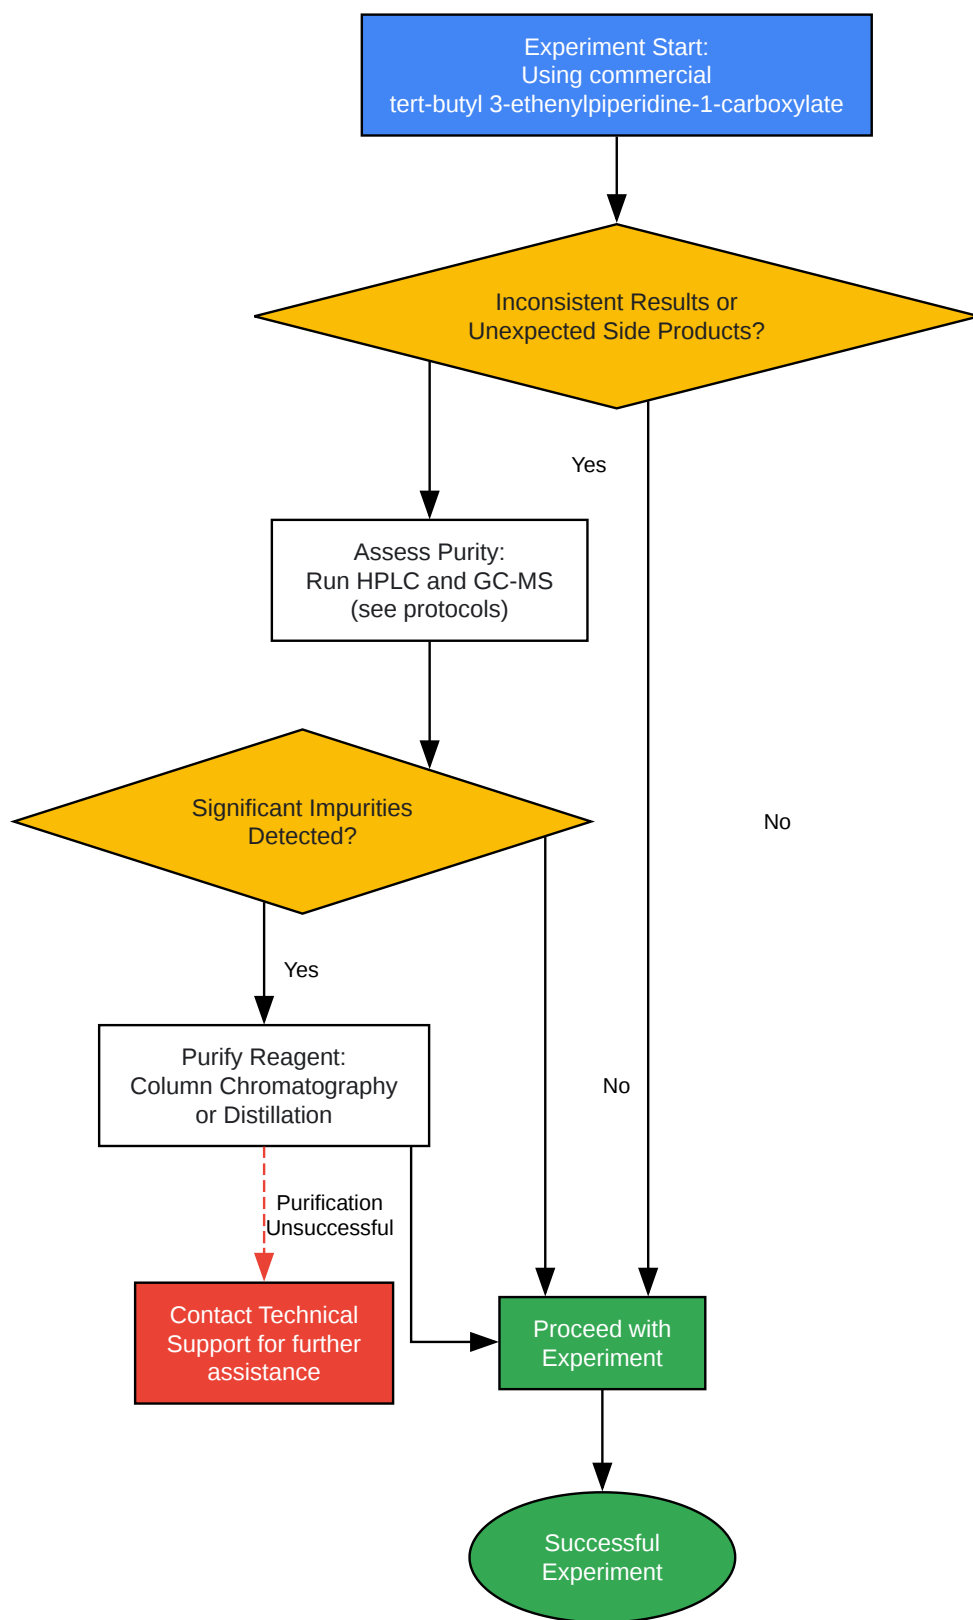 Experiment Start:
Using commercial
tert-butyl 3-ethenylpiperidine-1-carboxylate
Inconsistent Results or
Unexpected Side Products?
Yes
Assess Purity:
Run HPLC and GC-MS
(see protocols)
Significant Impurities
Detected?
No
Yes
Purify Reagent:
Column Chromatography
or Distillation
No
Purification
Unsuccessful
Contact Technical
Support for further
assistance
Proceed with
Experiment
Successful
Experiment